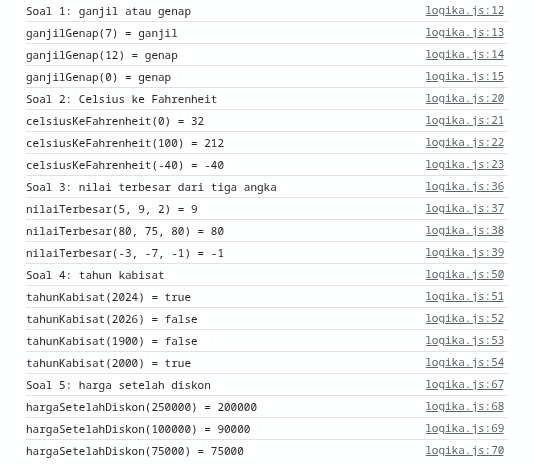 Soal 1: ganjil atau genap logika.js:12
ganjilGenap(7) = ganjil logika.js:13
ganjilGenap(12) = genap logika.js:14
ganjilGenap(0) = genap logika.js:15
Soal 2: Celsius ke Fahrenheit logika.js:20
celsiusKeFahrenheit(0) = 32 logika.js:21
celsiusKeFahrenheit(100) = 212 logika.js:22
celsiusKeFahrenheit(-40) = -40 logika.js:23
Soal 3: nilai terbesar dari tiga angka logika.js:36
nilaiTerbesar(5, 9, 2) = 9 logika.js:37
nilaiTerbesar(80, 75, 80) = 80 logika.js:38
nilaiTerbesar(-3, -7, -1) = -1 logika.js:39
Soal 4: tahun kabisat logika.js:50
tahunKabisat(2024) = true logika.js:51
tahunKabisat(2026) = false logika.js:52
tahunKabisat(1900) = false logika.js:53
tahunKabisat(2000) = true logika.js:54
Soal 5: harga setelah diskon logika.js:67
hargaSetelahDiskon(250000) = 200000 logika.js:68
hargaSetelahDiskon(100000) = 90000 logika.js:69
hargaSetelahDiskon(75000) = 75000 logika.js:70